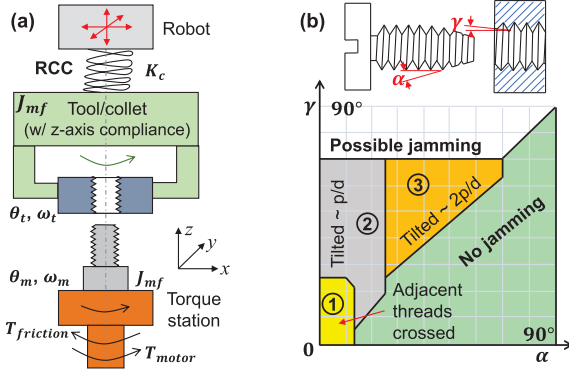 (a)
Robot
RCC
K_c
J_mf
Tool/collet
(w/ z-axis compliance)
θ_t, ω_t
z
y
x
θ_m, ω_m
J_mf
Torque
station
T_friction
T_motor
(b)
γ
α
γ
90°
Possible jamming
Tilted ~ p/d
②
③
Tilted ~ 2p/d
No jamming
①
Adjacent
threads
crossed
0
90°
α